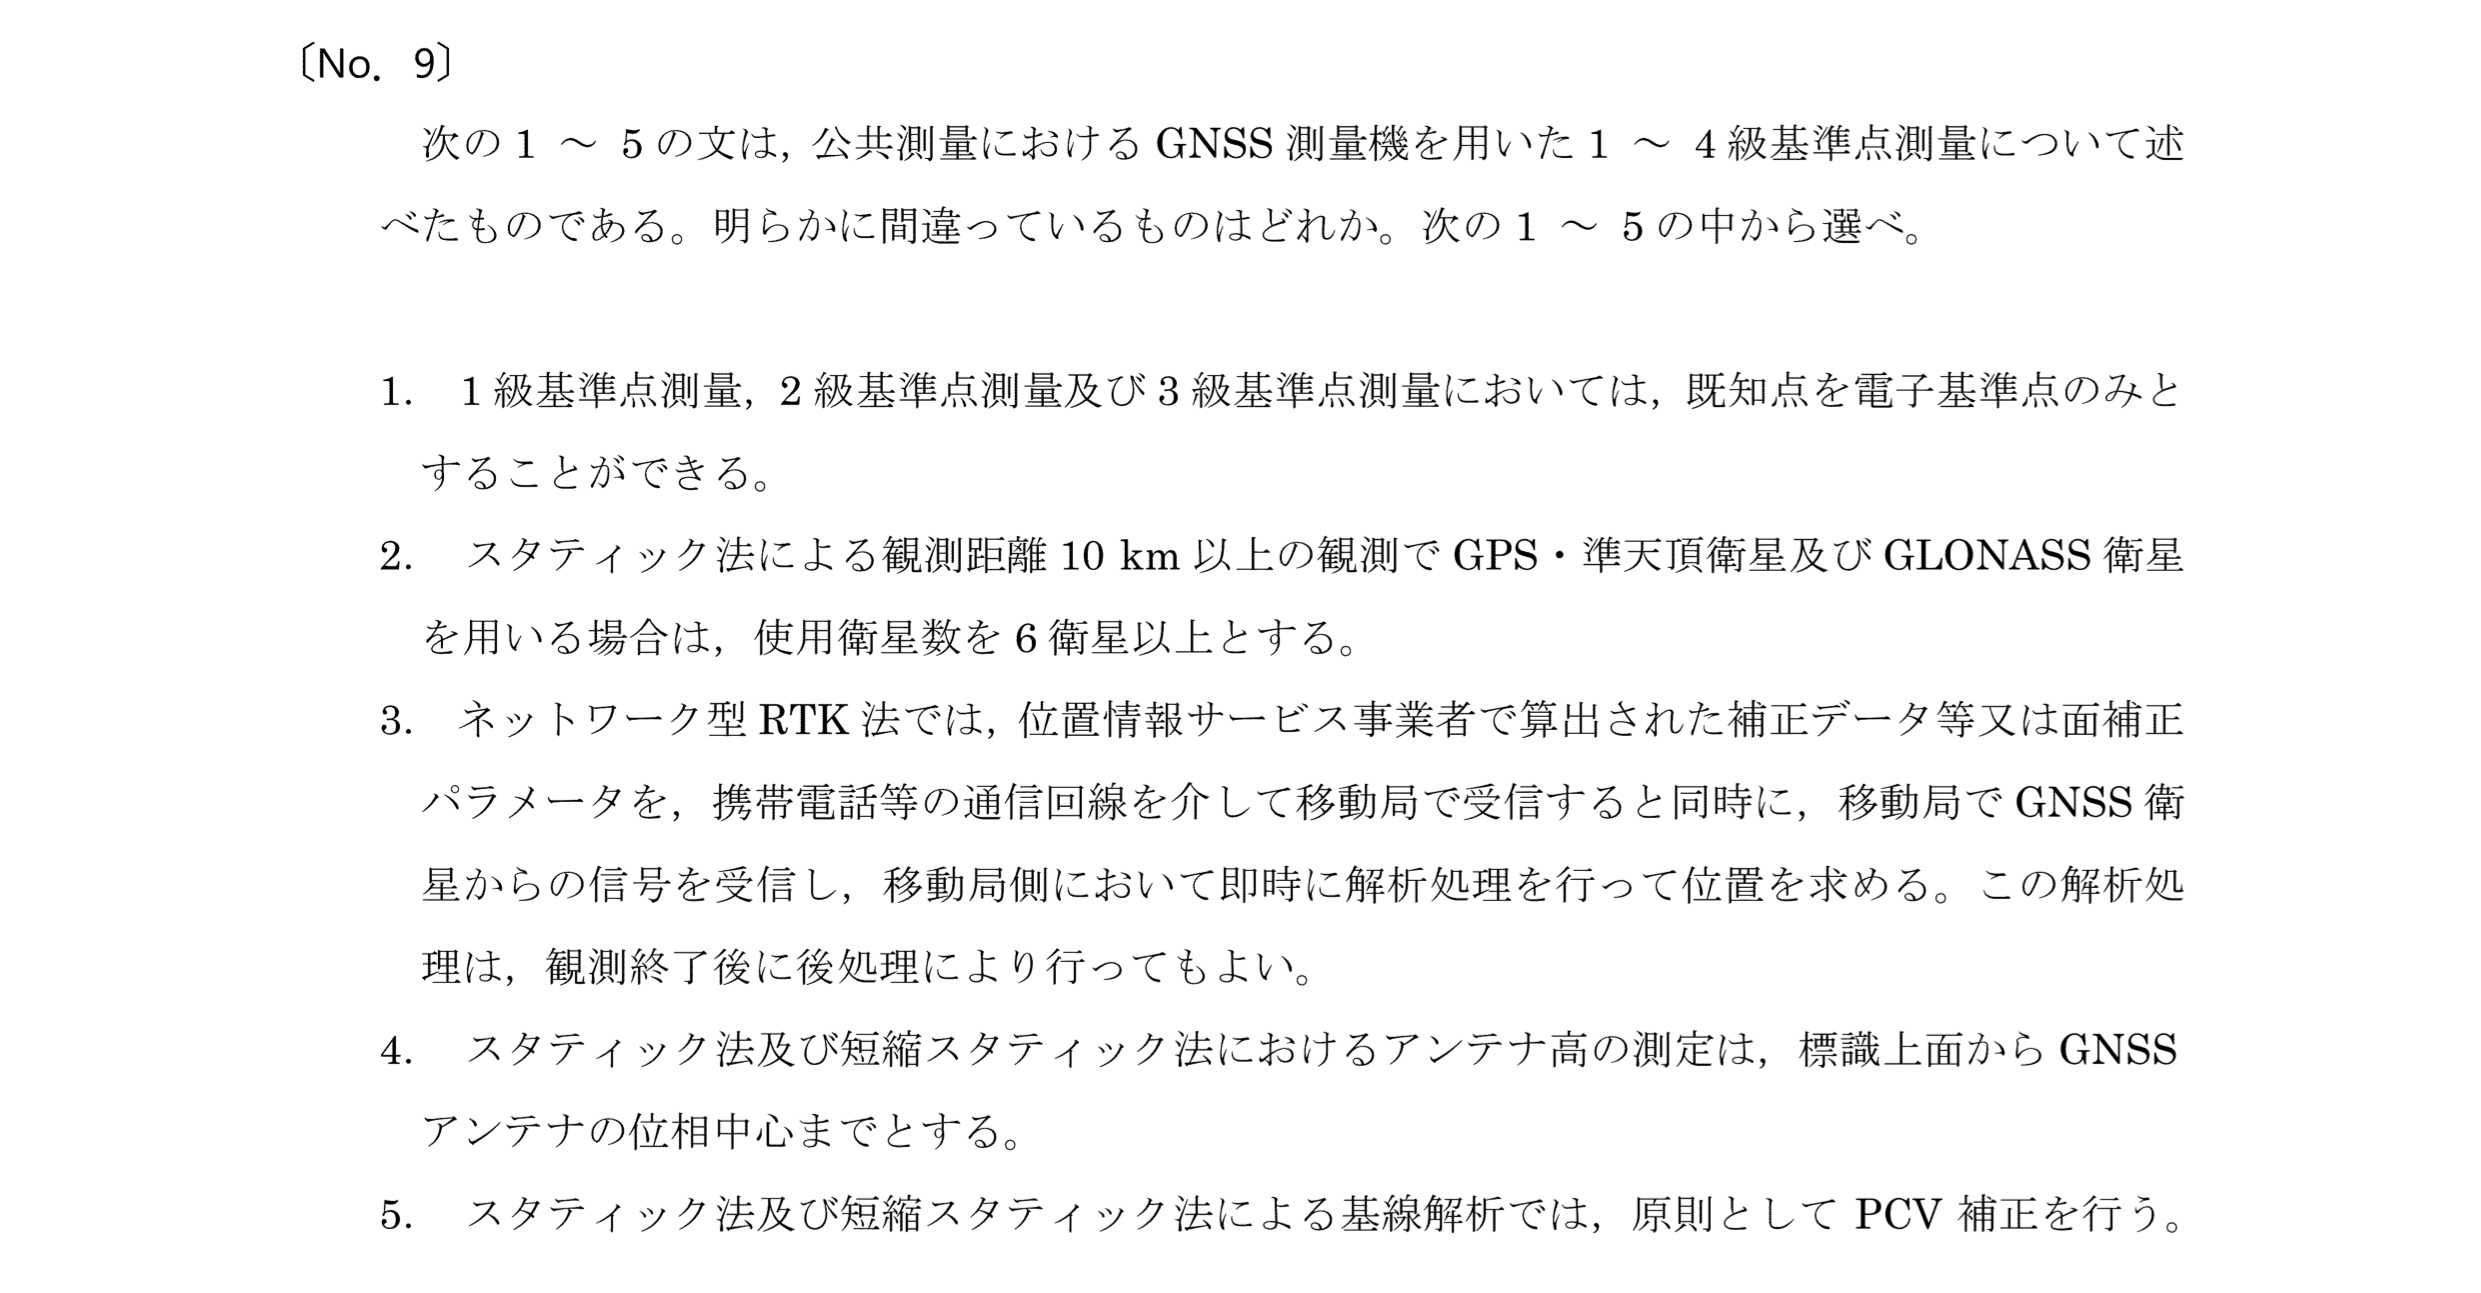 〔No. 9〕
次の 1 ～ 5 の文は, 公共測量における GNSS 測量機を用いた 1 ～ 4 級基準点測量について述
べたものである。明らかに間違っているものはどれか。次の 1 ～ 5 の中から選べ。
1. 1 級基準点測量, 2 級基準点測量及び 3 級基準点測量においては, 既知点を電子基準点のみと
することができる。
2. スタティック法による観測距離 10 km 以上の観測で GPS・準天頂衛星及び GLONASS 衛星
を用いる場合は, 使用衛星数を 6 衛星以上とする。
3. ネットワーク型 RTK 法では, 位置情報サービス事業者で算出された補正データ等又は面補正
パラメータを, 携帯電話等の通信回線を介して移動局で受信すると同時に, 移動局で GNSS 衛
星からの信号を受信し, 移動局側において即時に解析処理を行って位置を求める。この解析処
理は, 観測終了後に後処理により行ってもよい。
4. スタティック法及び短縮スタティック法におけるアンテナ高の測定は, 標識上面から GNSS
アンテナの位相中心までとする。
5. スタティック法及び短縮スタティック法による基線解析では, 原則として PCV 補正を行う。